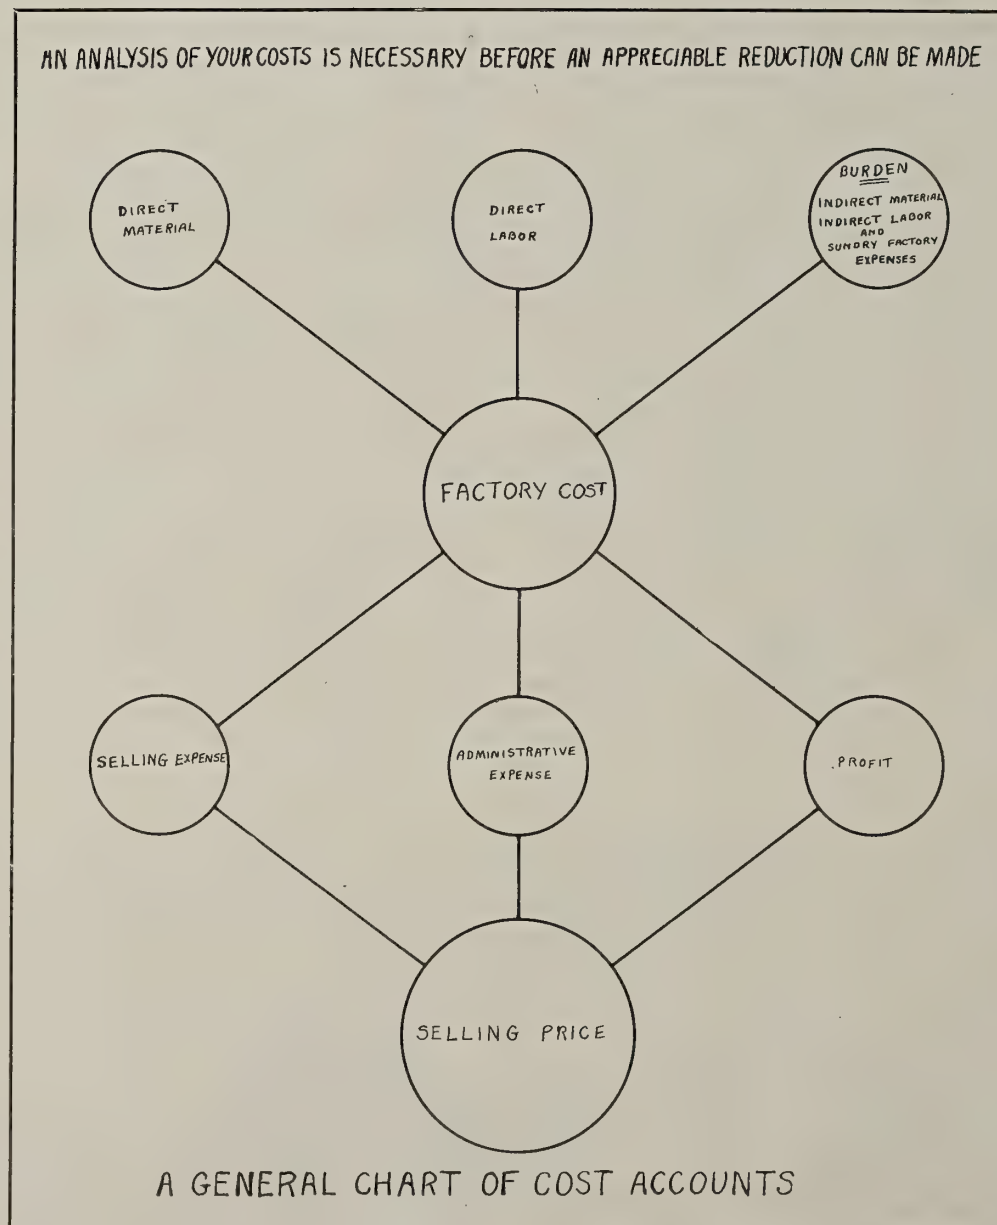 AN ANALYSIS OF YOUR COSTS IS NECESSARY BEFORE AN APPRECIABLE REDUCTION CAN BE MADE
DIRECT
MATERIAL
DIRECT
LABOR
BURDEN
INDIRECT MATERIAL
INDIRECT LABOR
AND
SUNDRY FACTORY
EXPENSES
FACTORY COST
SELLING EXPENSE
ADMINISTRATIVE
EXPENSE
PROFIT
SELLING PRICE
A GENERAL CHART OF COST ACCOUNTS